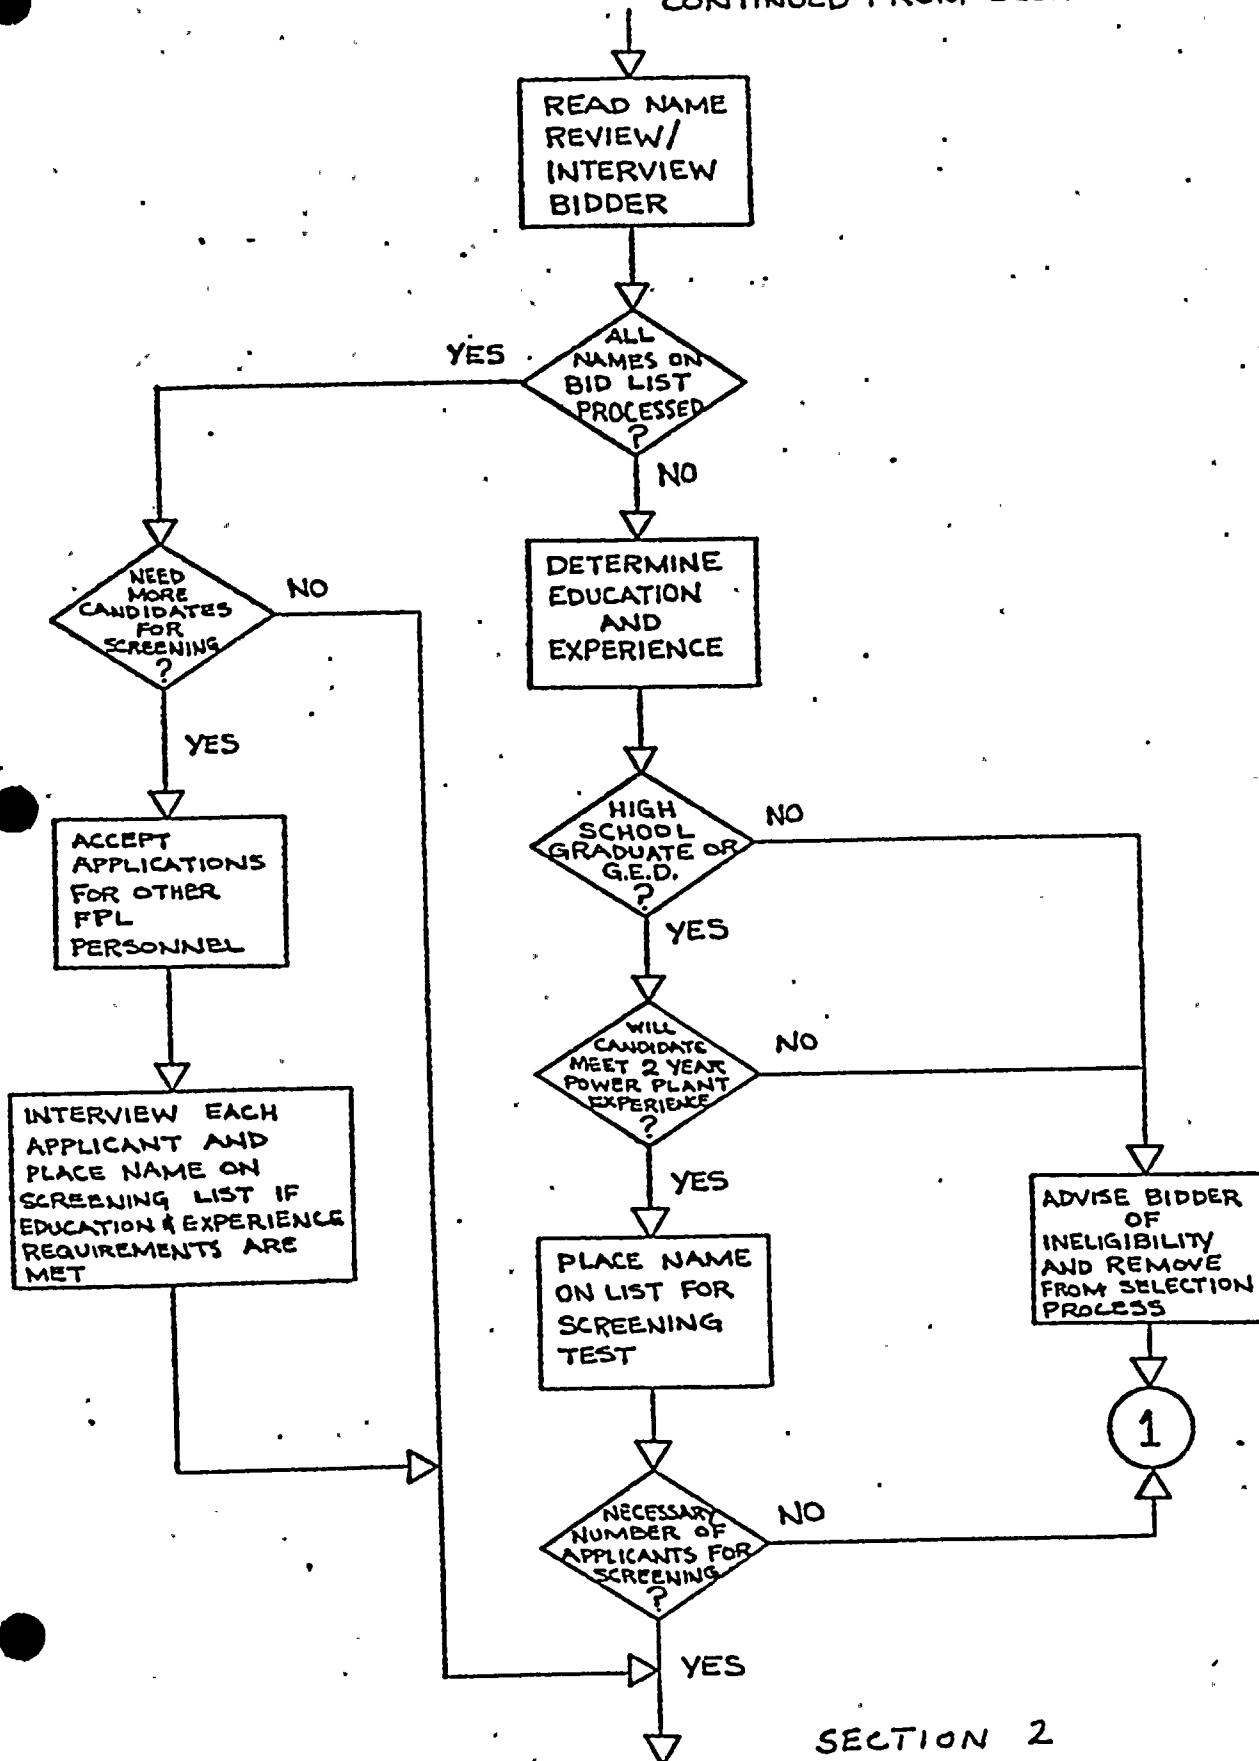 CONTINUED FROM
READ NAME
REVIEW/
INTERVIEW
BIDDER
ALL
NAMES ON
BID LIST
PROCESSED
?
YES
NO
NEED
MORE
CANDIDATES
FOR
SCREENING
?
NO
YES
DETERMINE
EDUCATION
AND
EXPERIENCE
HIGH
SCHOOL
GRADUATE OR
G.E.D.
?
NO
YES
ACCEPT
APPLICATIONS
FOR OTHER
FPL
PERSONNEL
WILL
CANDIDATE
MEET 2 YEAR
POWER PLANT
EXPERIENCE
?
NO
YES
INTERVIEW EACH
APPLICANT AND
PLACE NAME ON
SCREENING LIST IF
EDUCATION & EXPERIENCE
REQUIREMENTS ARE
MET
PLACE NAME
ON LIST FOR
SCREENING
TEST
ADVISE BIDDER
OF
INELIGIBILITY
AND REMOVE
FROM SELECTION
PROCESS
1
NECESSARY
NUMBER OF
APPLICANTS FOR
SCREENING
?
NO
YES
SECTION 2